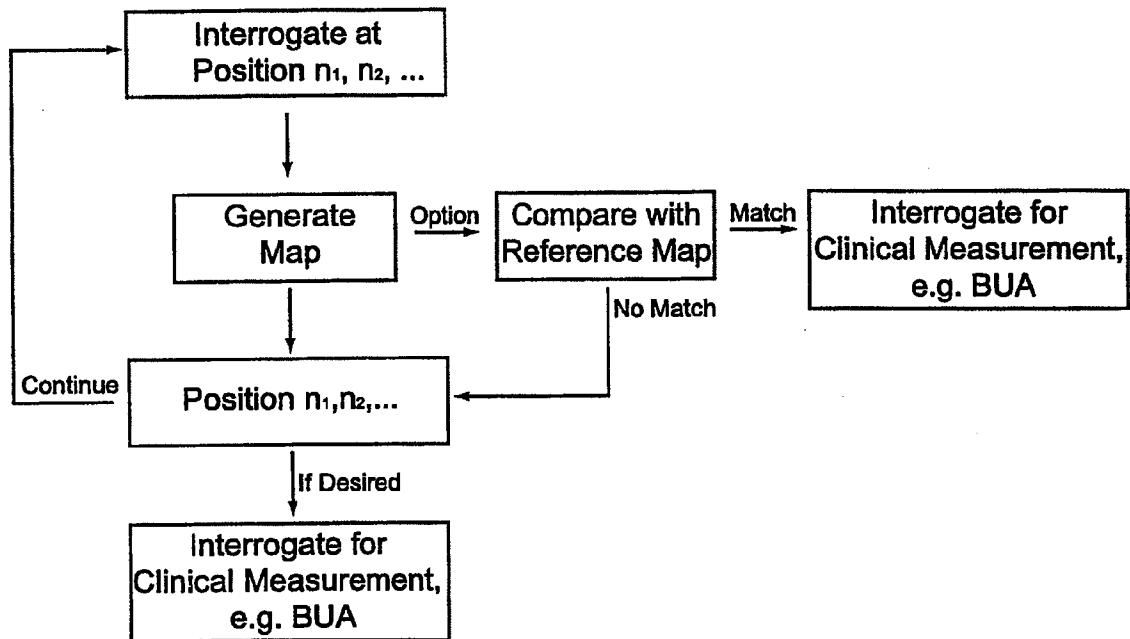 Interrogate at
Position n₁, n₂, ...
Generate
Map
Option
Compare with
Reference Map
Match
Interrogate for
Clinical Measurement,
e.g. BUA
No Match
Continue
Position n₁,n₂,...
If Desired
Interrogate for
Clinical Measurement,
e.g. BUA